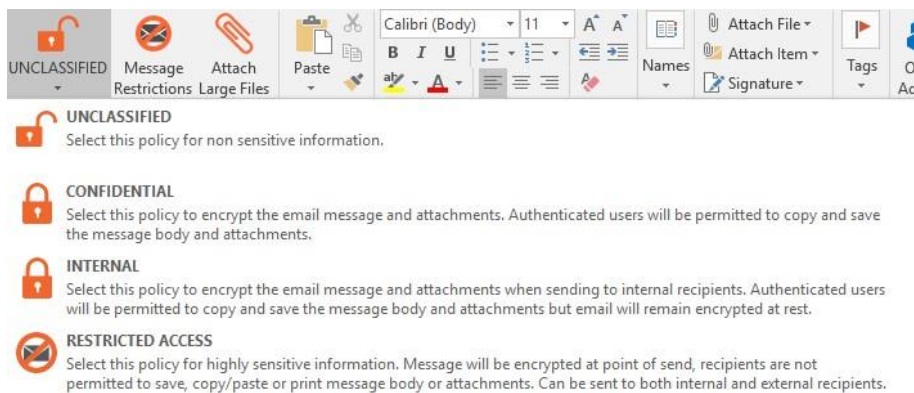 UNCLASSIFIED
Message Restrictions
Attach Large Files
Paste
Calibri (Body)
11
A A
B I U
aby A
Names
Attach File
Attach Item
Signature
Tags
UNCLASSIFIED
Select this policy for non sensitive information.
CONFIDENTIAL
Select this policy to encrypt the email message and attachments. Authenticated users will be permitted to copy and save
the message body and attachments.
INTERNAL
Select this policy to encrypt the email message and attachments when sending to internal recipients. Authenticated users
will be permitted to copy and save the message body and attachments but email will remain encrypted at rest.
RESTRICTED ACCESS
Select this policy for highly sensitive information. Message will be encrypted at point of send, recipients are not
permitted to save, copy/paste or print message body or attachments. Can be sent to both internal and external recipients.